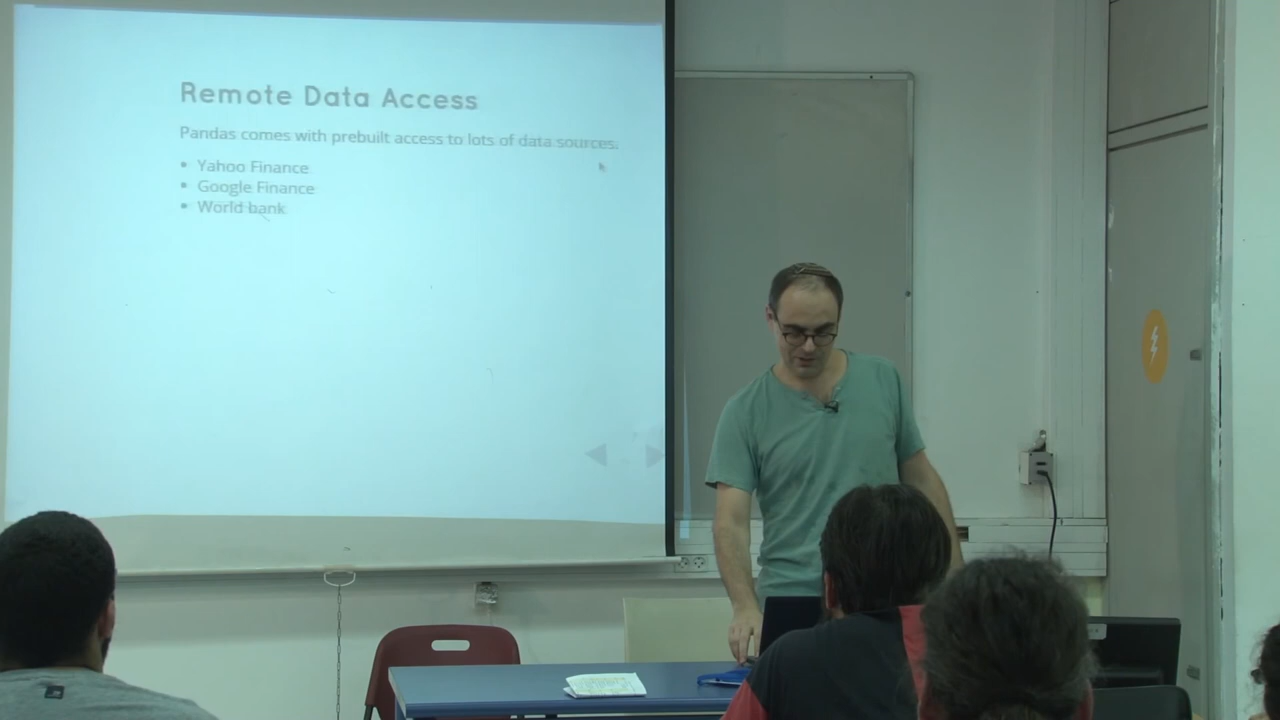 Remote Data Access
Pandas comes with prebuilt access to lots of data sources.
• Yahoo Finance
• Google Finance
• World bank